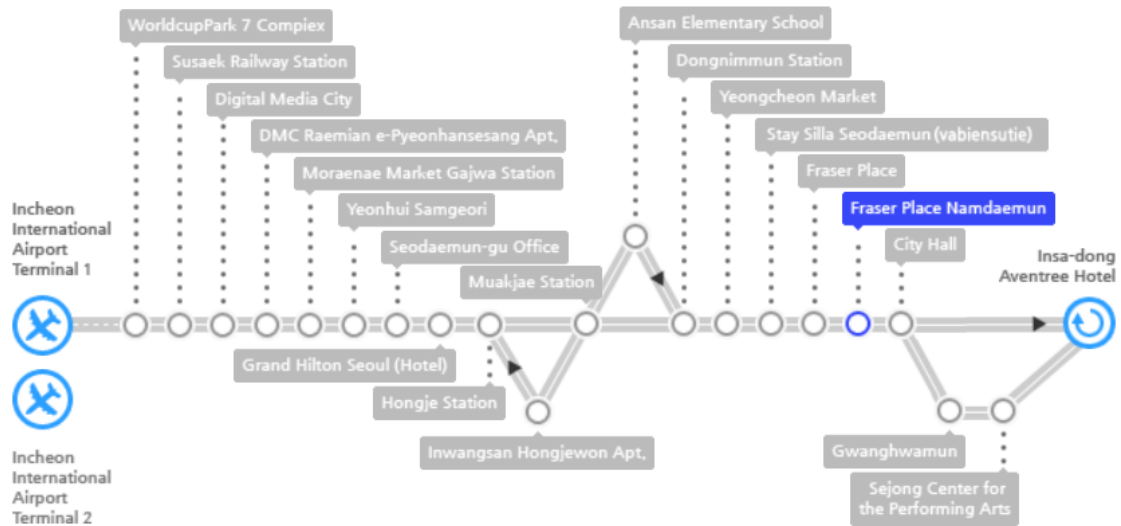 WorldcupPark 7 Compiex
Susaek Railway Station
Digital Media City
DMC Raemian e-Pyeonhansesang Apt.
Moraenae Market Gajwa Station
Yeonhui Samgeori
Seodaemun-gu Office
Muakjae Station
Ansan Elementary School
Dongnimmun Station
Yeongcheon Market
Stay Silla Seodaemun (vabiensutie)
Fraser Place
Fraser Place Namdaemun
City Hall
Incheon
International
Airport
Terminal 1
Insa-dong
Aventree Hotel
Grand Hilton Seoul (Hotel)
Hongje Station
Inwangsan Hongjewon Apt.
Gwanghwamun
Sejong Center for
the Performing Arts
Incheon
International
Airport
Terminal 2